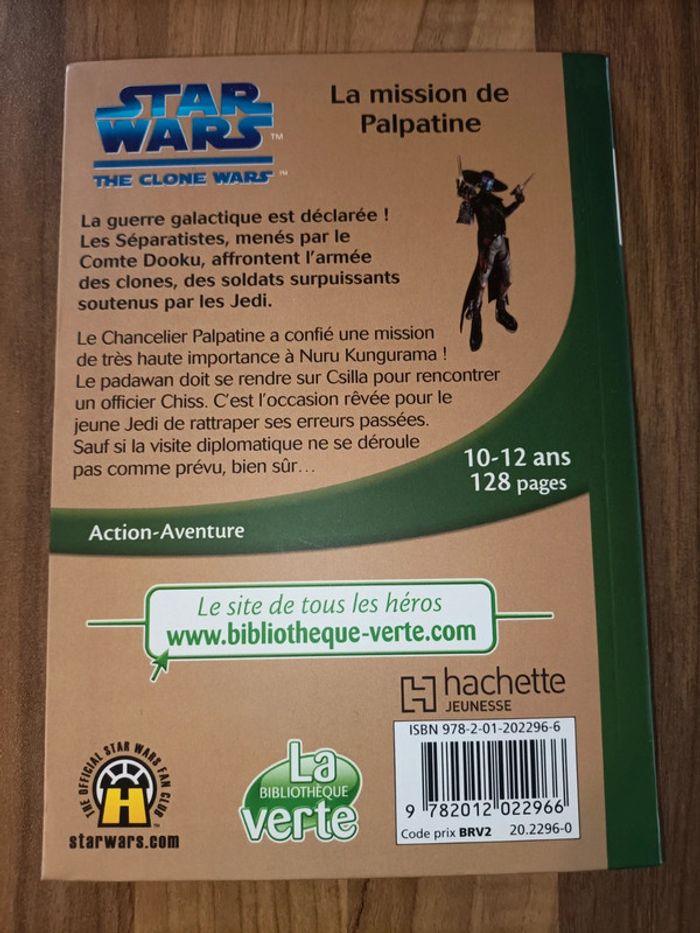 STAR
WARS™
THE CLONE WARS™
La mission de
Palpatine
La guerre galactique est déclarée !
Les Séparatistes, menés par le
Comte Dooku, affrontent l'armée
des clones, des soldats surpuissants
soutenus par les Jedi.
Le Chancelier Palpatine a confié une mission
de très haute importance à Nuru Kungurama !
Le padawan doit se rendre sur Csilla pour rencontrer
un officier Chiss. C'est l'occasion rêvée pour le
jeune Jedi de rattraper ses erreurs passées.
Sauf si la visite diplomatique ne se déroule
pas comme prévu, bien sûr...
10-12 ans
128 pages
Action-Aventure
Le site de tous les héros
www.bibliotheque-verte.com
hachette
JEUNESSE
ISBN 978-2-01-202296-6
9 782012 022966
Code prix BRV2 20.2296-0
THE OFFICIAL STAR WARS FAN CLUB™
starwars.com
La
BIBLIOTHÈQUE
verte